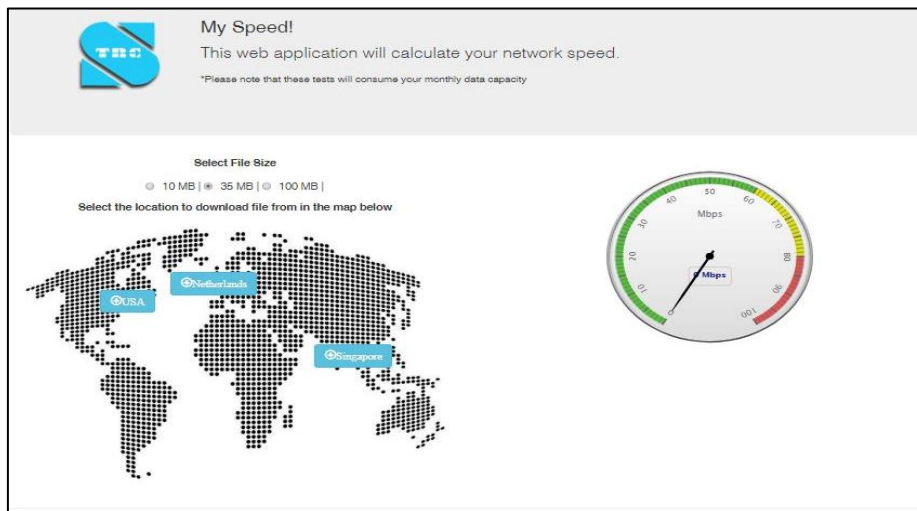 TRC
My Speed!
This web application will calculate your network speed.
*Please note that these tests will consume your monthly data capacity
Select File Size
10 MB | 35 MB | 100 MB |
Select the location to download file from in the map below
USA
Netherlands
Singapore
0
10
20
30
40
50
60
70
80
90
100
Mbps
0 Mbps